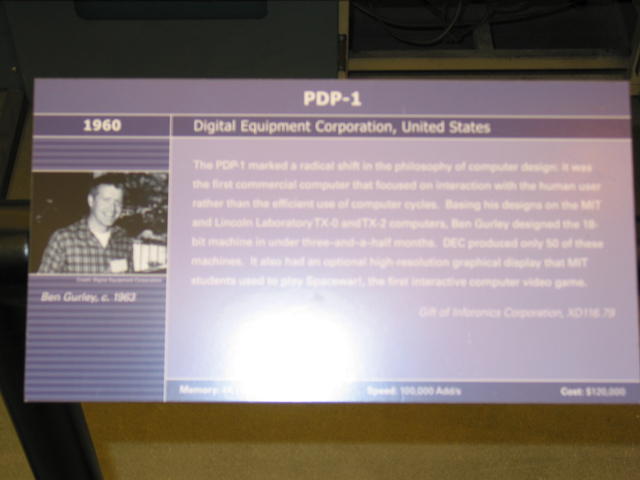 PDP-1
1960
Digital Equipment Corporation, United States
The PDP-1 marked a radical shift in the philosophy of computer design: it was
the first commercial computer that focused on interaction with the human user
rather than the efficient use of computer cycles. Basing his designs on the MIT
and Lincoln Laboratory TX-0 and TX-2 computers, Ben Gurley designed the 18-
bit machine in under three-and-a-half months. DEC produced only 50 of these
machines. It also had an optional high-resolution graphical display that MIT
students used to play Spacewar!, the first interactive computer video game.
Credit: Digital Equipment Corporation
Ben Gurley, c. 1963
Gift of Inforonics Corporation, XD116.79
Memory: Speed: 100,000 Add/s Cost: $120,000